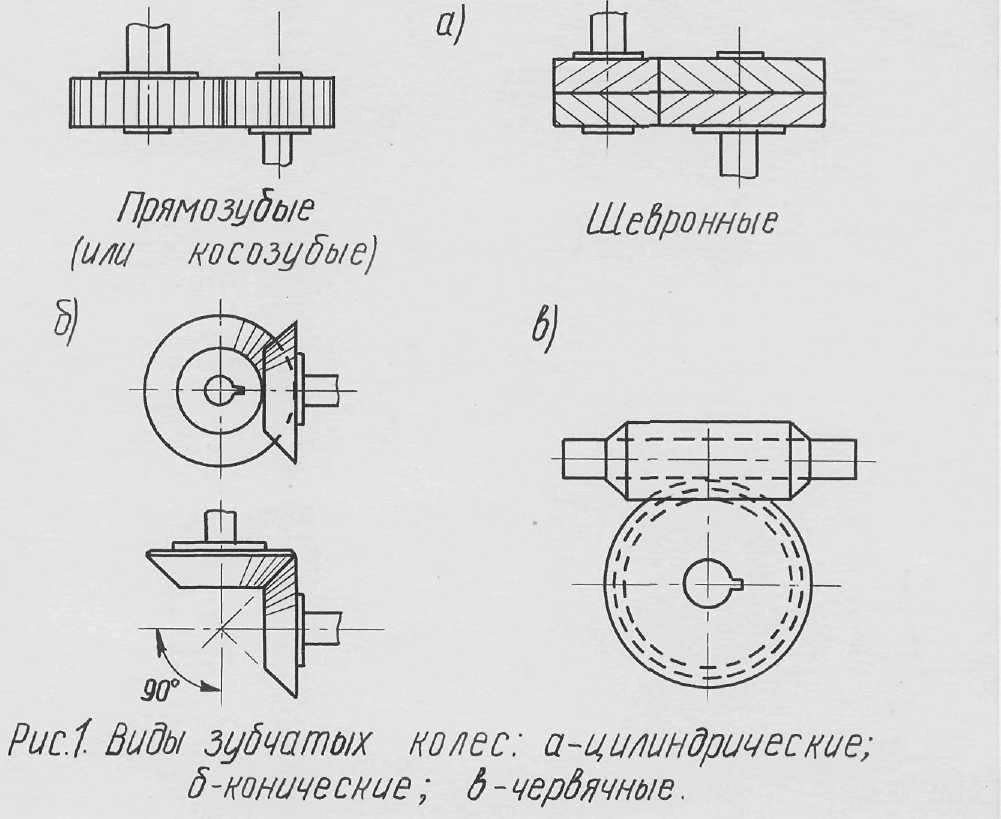 а)
Прямозубые
(или косозубые)
Шевронные
б)
в)
90°
Рис.1. Виды зубчатых колес: а-цилиндрические;
б-конические; в-червячные.